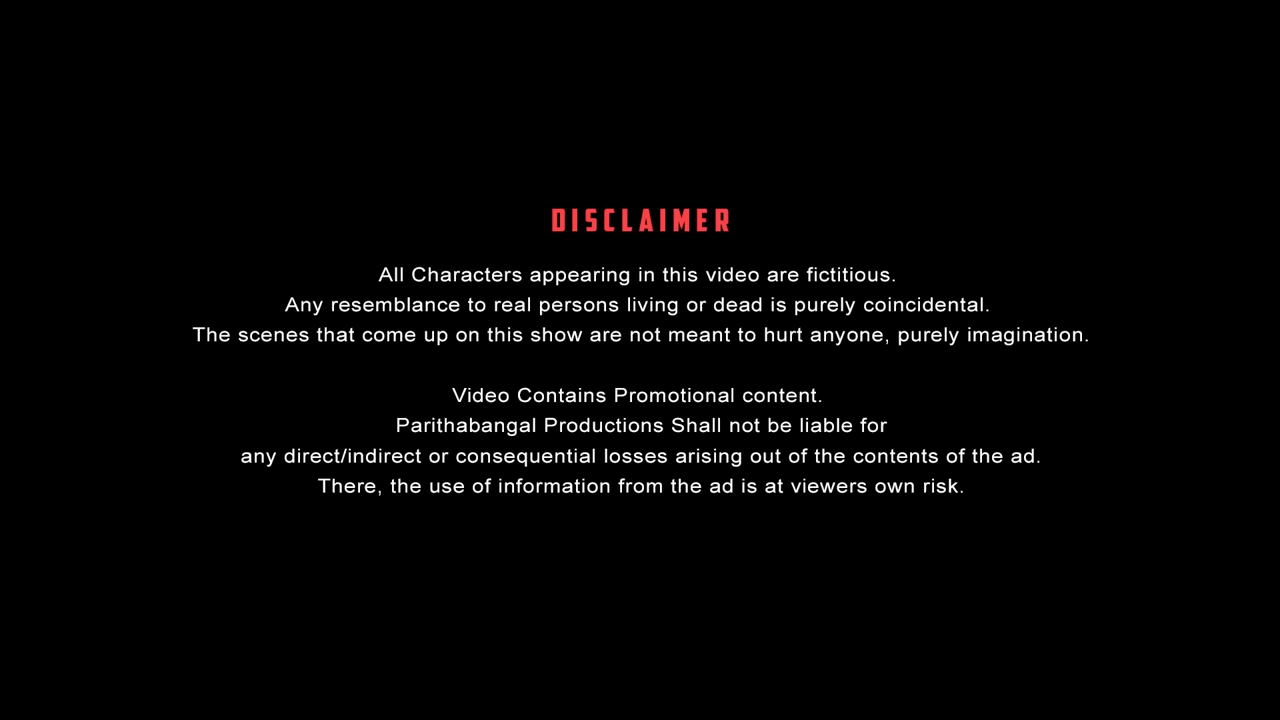 DISCLAIMER
All Characters appearing in this video are fictitious.
Any resemblance to real persons living or dead is purely coincidental.
The scenes that come up on this show are not meant to hurt anyone, purely imagination.
Video Contains Promotional content.
Parithabangal Productions Shall not be liable for
any direct/indirect or consequential losses arising out of the contents of the ad.
There, the use of information from the ad is at viewers own risk.